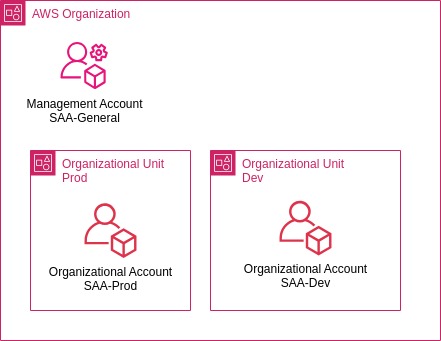 AWS Organization
Management Account
SAA-General
Organizational Unit
Prod
Organizational Account
SAA-Prod
Organizational Unit
Dev
Organizational Account
SAA-Dev